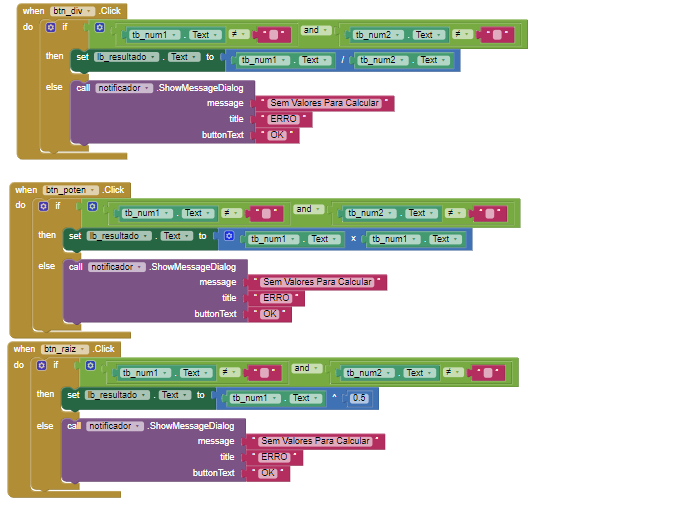 when btn_div .Click
do if tb_num1 . Text ≠ " " and tb_num2 . Text ≠ " "
then set lb_resultado . Text to tb_num1 . Text / tb_num2 . Text
else call notificador .ShowMessageDialog
message " Sem Valores Para Calcular "
title " ERRO "
buttonText " OK "
when btn_poten .Click
do if tb_num1 . Text ≠ " " and tb_num2 . Text ≠ " "
then set lb_resultado . Text to tb_num1 . Text x tb_num1 . Text
else call notificador .ShowMessageDialog
message " Sem Valores Para Calcular "
title " ERRO "
buttonText " OK "
when btn_raiz .Click
do if tb_num1 . Text ≠ " " and tb_num2 . Text ≠ " "
then set lb_resultado . Text to tb_num1 . Text ^ 0.5
else call notificador .ShowMessageDialog
message " Sem Valores Para Calcular "
title " ERRO "
buttonText " OK "